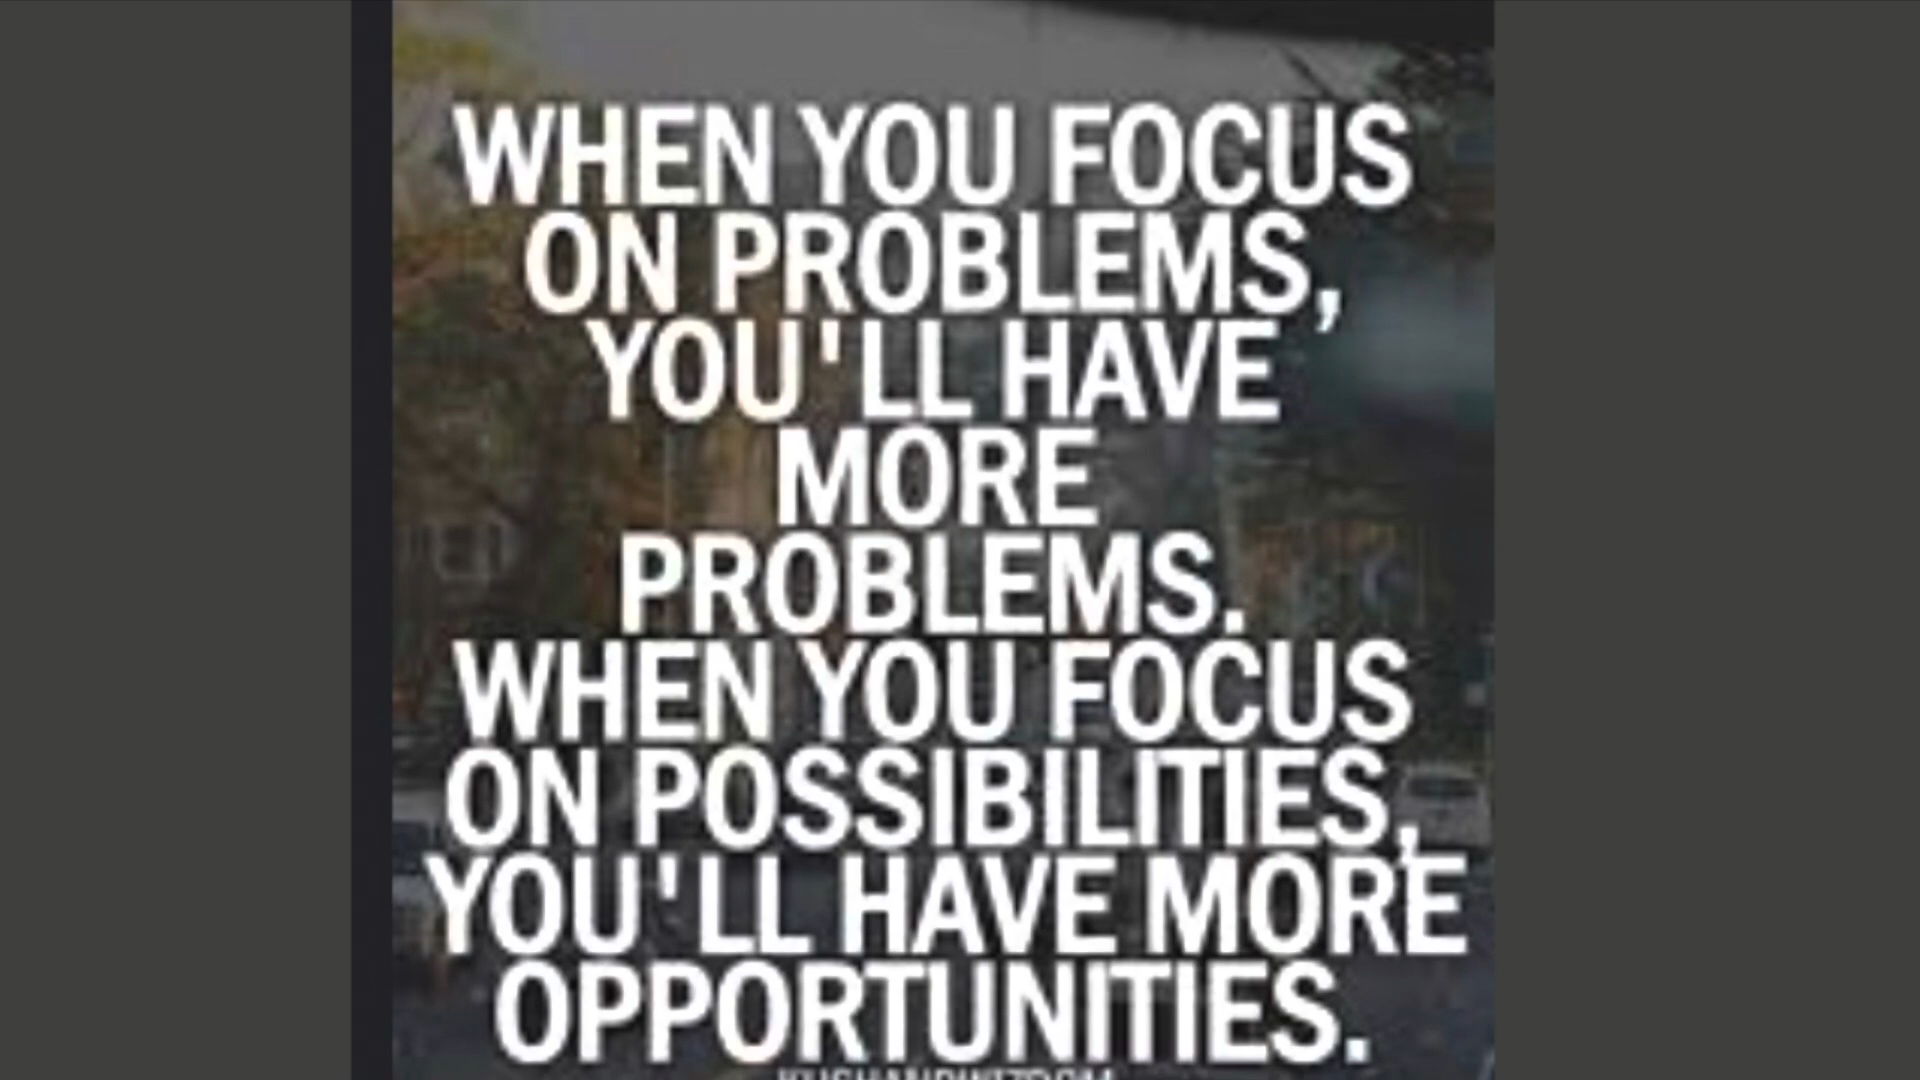 WHEN YOU FOCUS
ON PROBLEMS,
YOU'LL HAVE
MORE
PROBLEMS.
WHEN YOU FOCUS
ON POSSIBILITIES,
YOU'LL HAVE MORE
OPPORTUNITIES.